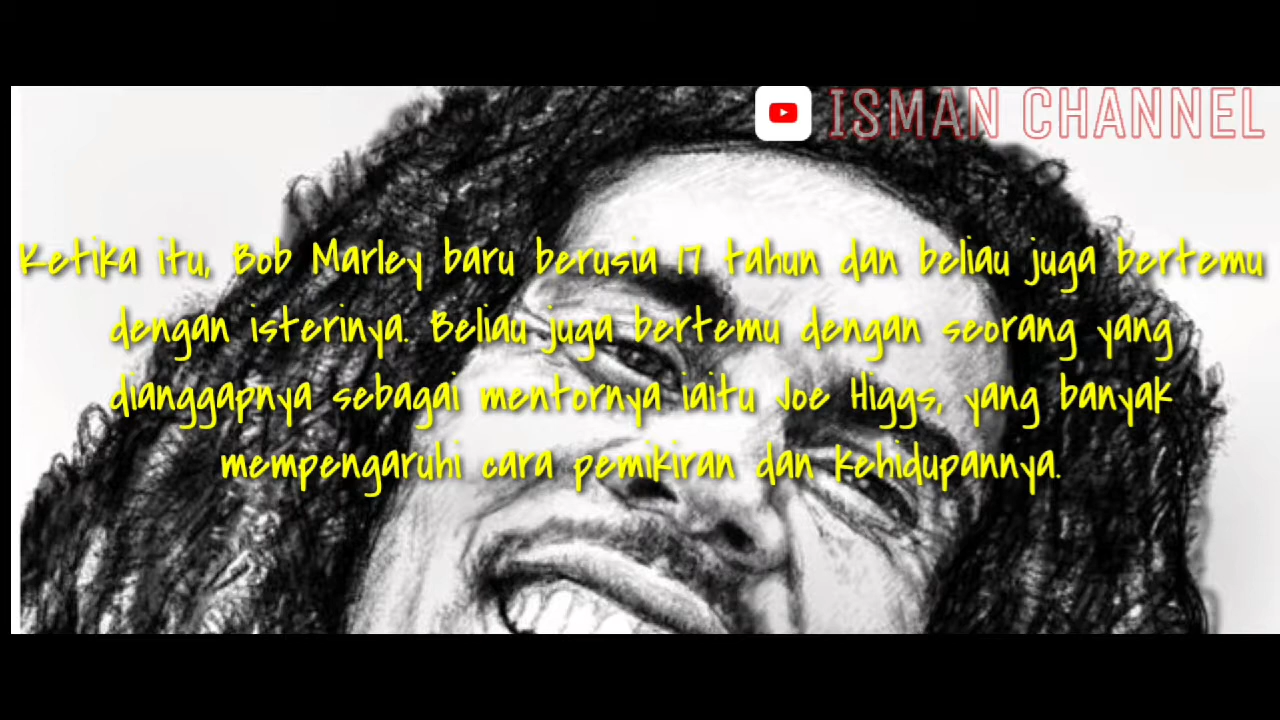 ISMAN CHANNEL
Ketika itu, Bob Marley baru berusia 17 tahun dan beliau juga bertemu
dengan isterinya. Beliau juga bertemu dengan seorang yang
dianggapnya sebagai mentornya iaitu Joe Higgs, yang banyak
mempengaruhi cara pemikiran dan kehidupannya.